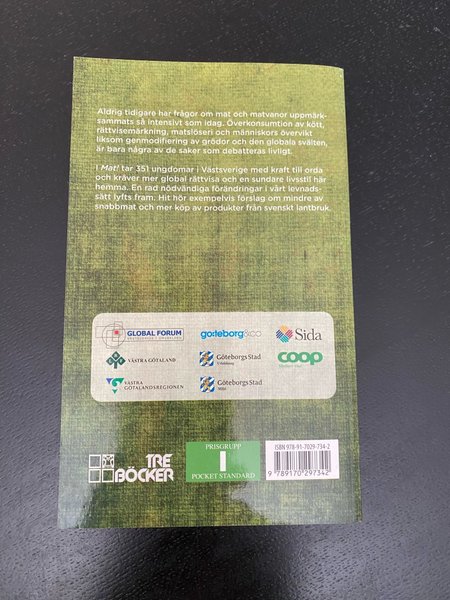 Aldrig tidigare har frågor om mat och matvanor uppmärk-
sammats så intensivt som idag. Överkonsumtion av kött,
rättvisemärkning, matslöseri och människors övervikt
liksom genmodifiering av grödor och den globala svälten,
är bara några av de saker som debatteras livligt.
I Mat! tar 351 ungdomar i Västsverige med kraft till orda
och kräver mer global rättvisa och en sundare livsstil här
hemma. En rad nödvändiga förändringar i vårt levnads-
sätt lyfts fram. Hit hör exempelvis förslag om mindre av
snabbmat och mer köp av produkter från svenskt lantbruk.
GLOBAL FORUM
göteborg&CO
Sida
VÄSTRA GÖTALAND
Göteborgs Stad
Utbildning
coop
VÄSTRA
GÖTALANDSREGIONEN
Göteborgs Stad
Miljö
TRE
BÖCKER
PRISGRUPP
I
POCKET STANDARD
ISBN 978-91-7029-734-2
9 789170 297342